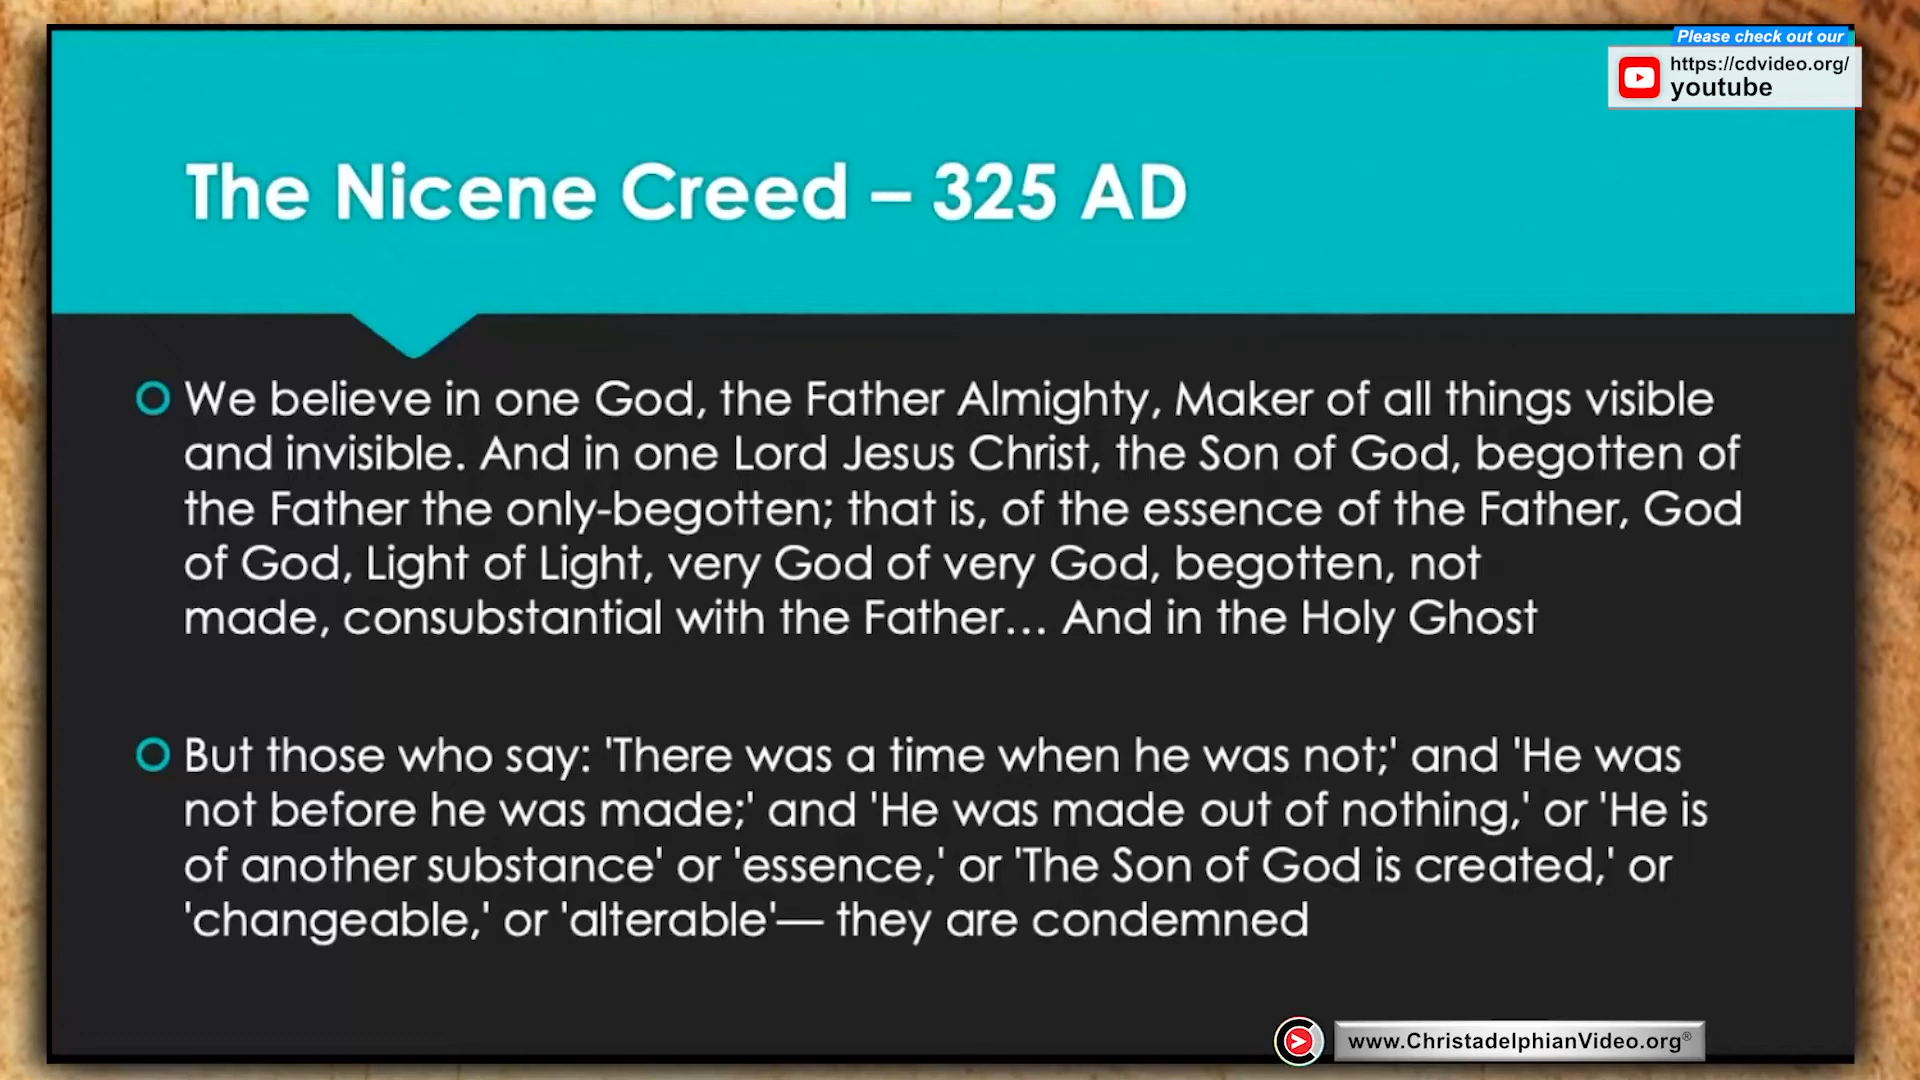 Please check out our
https://cdvideo.org/
youtube
The Nicene Creed – 325 AD
We believe in one God, the Father Almighty, Maker of all things visible
and invisible. And in one Lord Jesus Christ, the Son of God, begotten of
the Father the only-begotten; that is, of the essence of the Father, God
of God, Light of Light, very God of very God, begotten, not
made, consubstantial with the Father… And in the Holy Ghost
But those who say: 'There was a time when he was not;' and 'He was
not before he was made;' and 'He was made out of nothing,' or 'He is
of another substance' or 'essence,' or 'The Son of God is created,' or
'changeable,' or 'alterable'— they are condemned
www.ChristadelphianVideo.org®